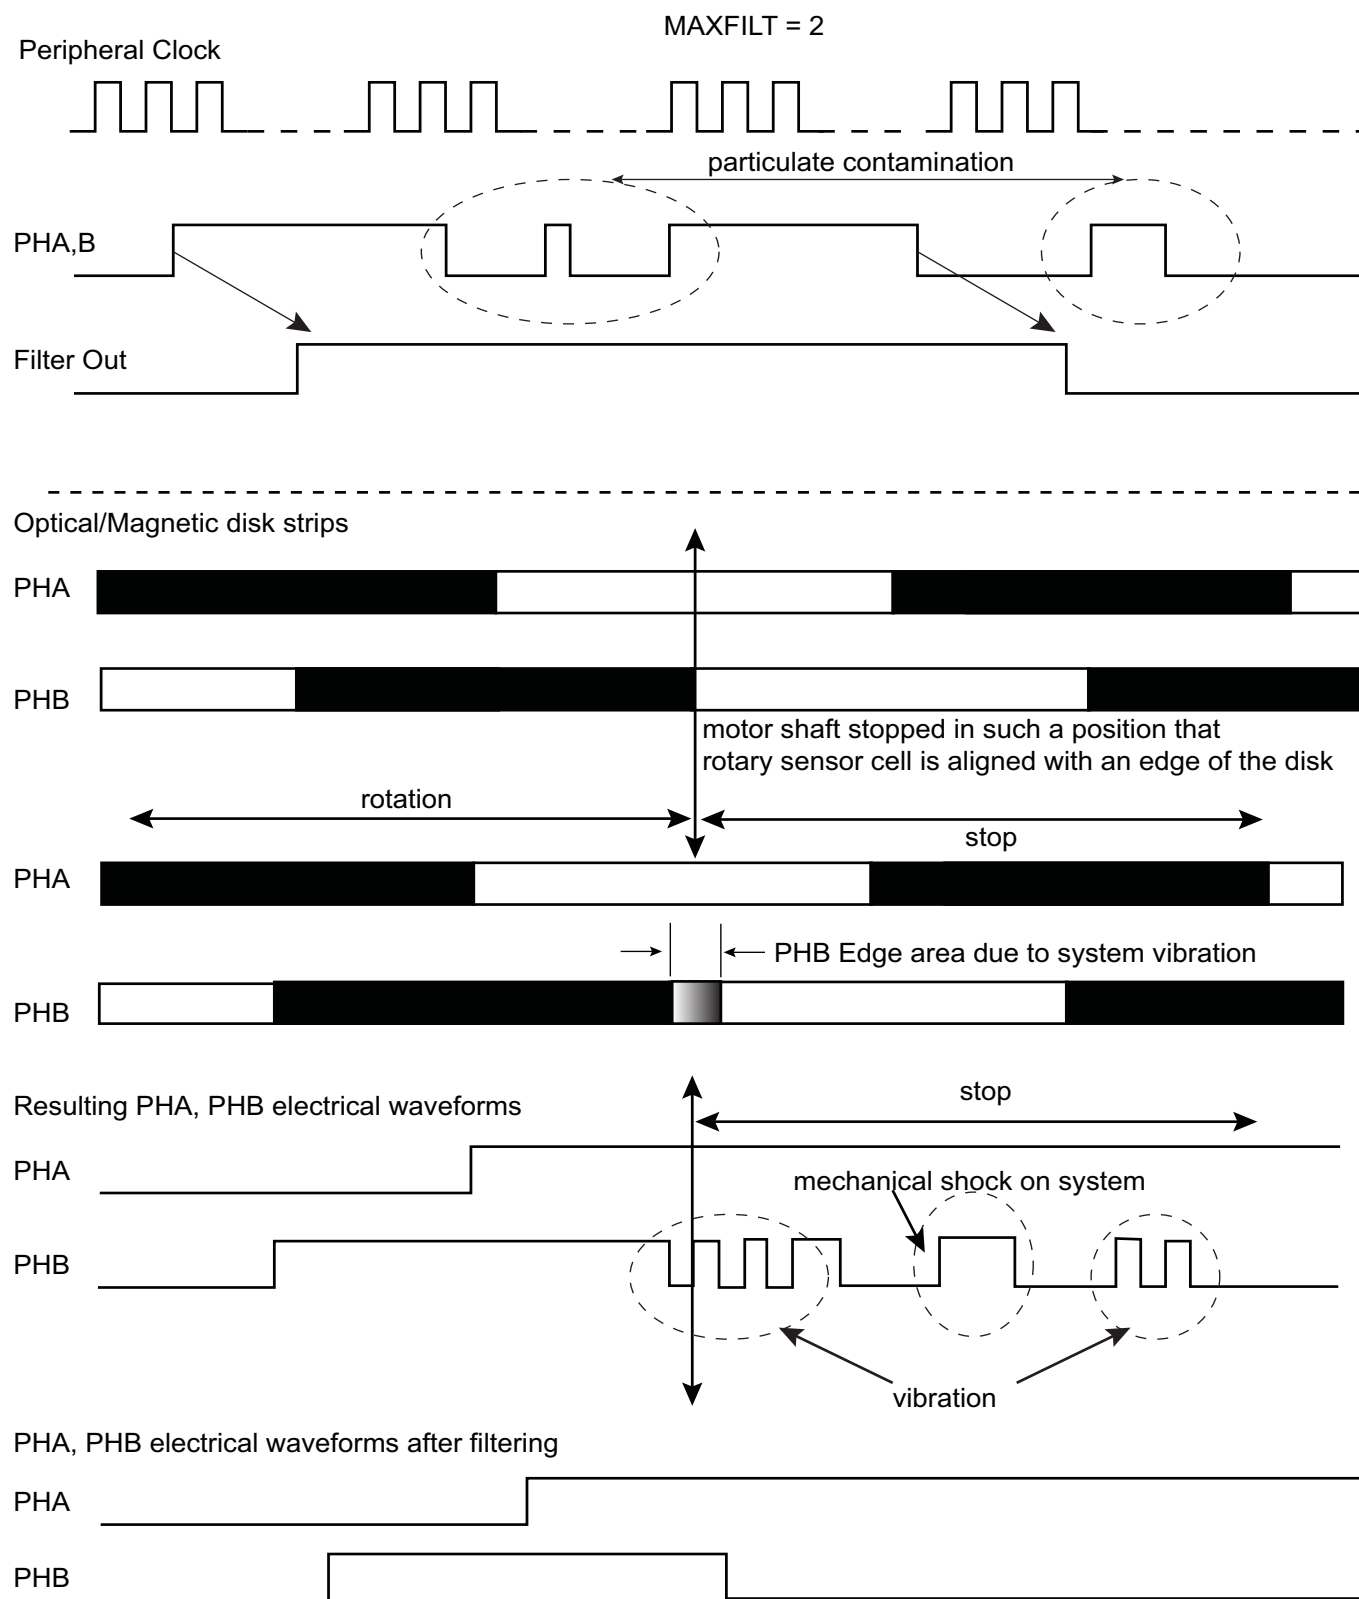 MAXFILT = 2
Peripheral Clock
particulate contamination
PHA,B
Filter Out
Optical/Magnetic disk strips
PHA
PHB
motor shaft stopped in such a position that
rotary sensor cell is aligned with an edge of the disk
rotation
stop
PHA
PHB Edge area due to system vibration
PHB
Resulting PHA, PHB electrical waveforms
stop
PHA
mechanical shock on system
PHB
vibration
PHA, PHB electrical waveforms after filtering
PHA
PHB